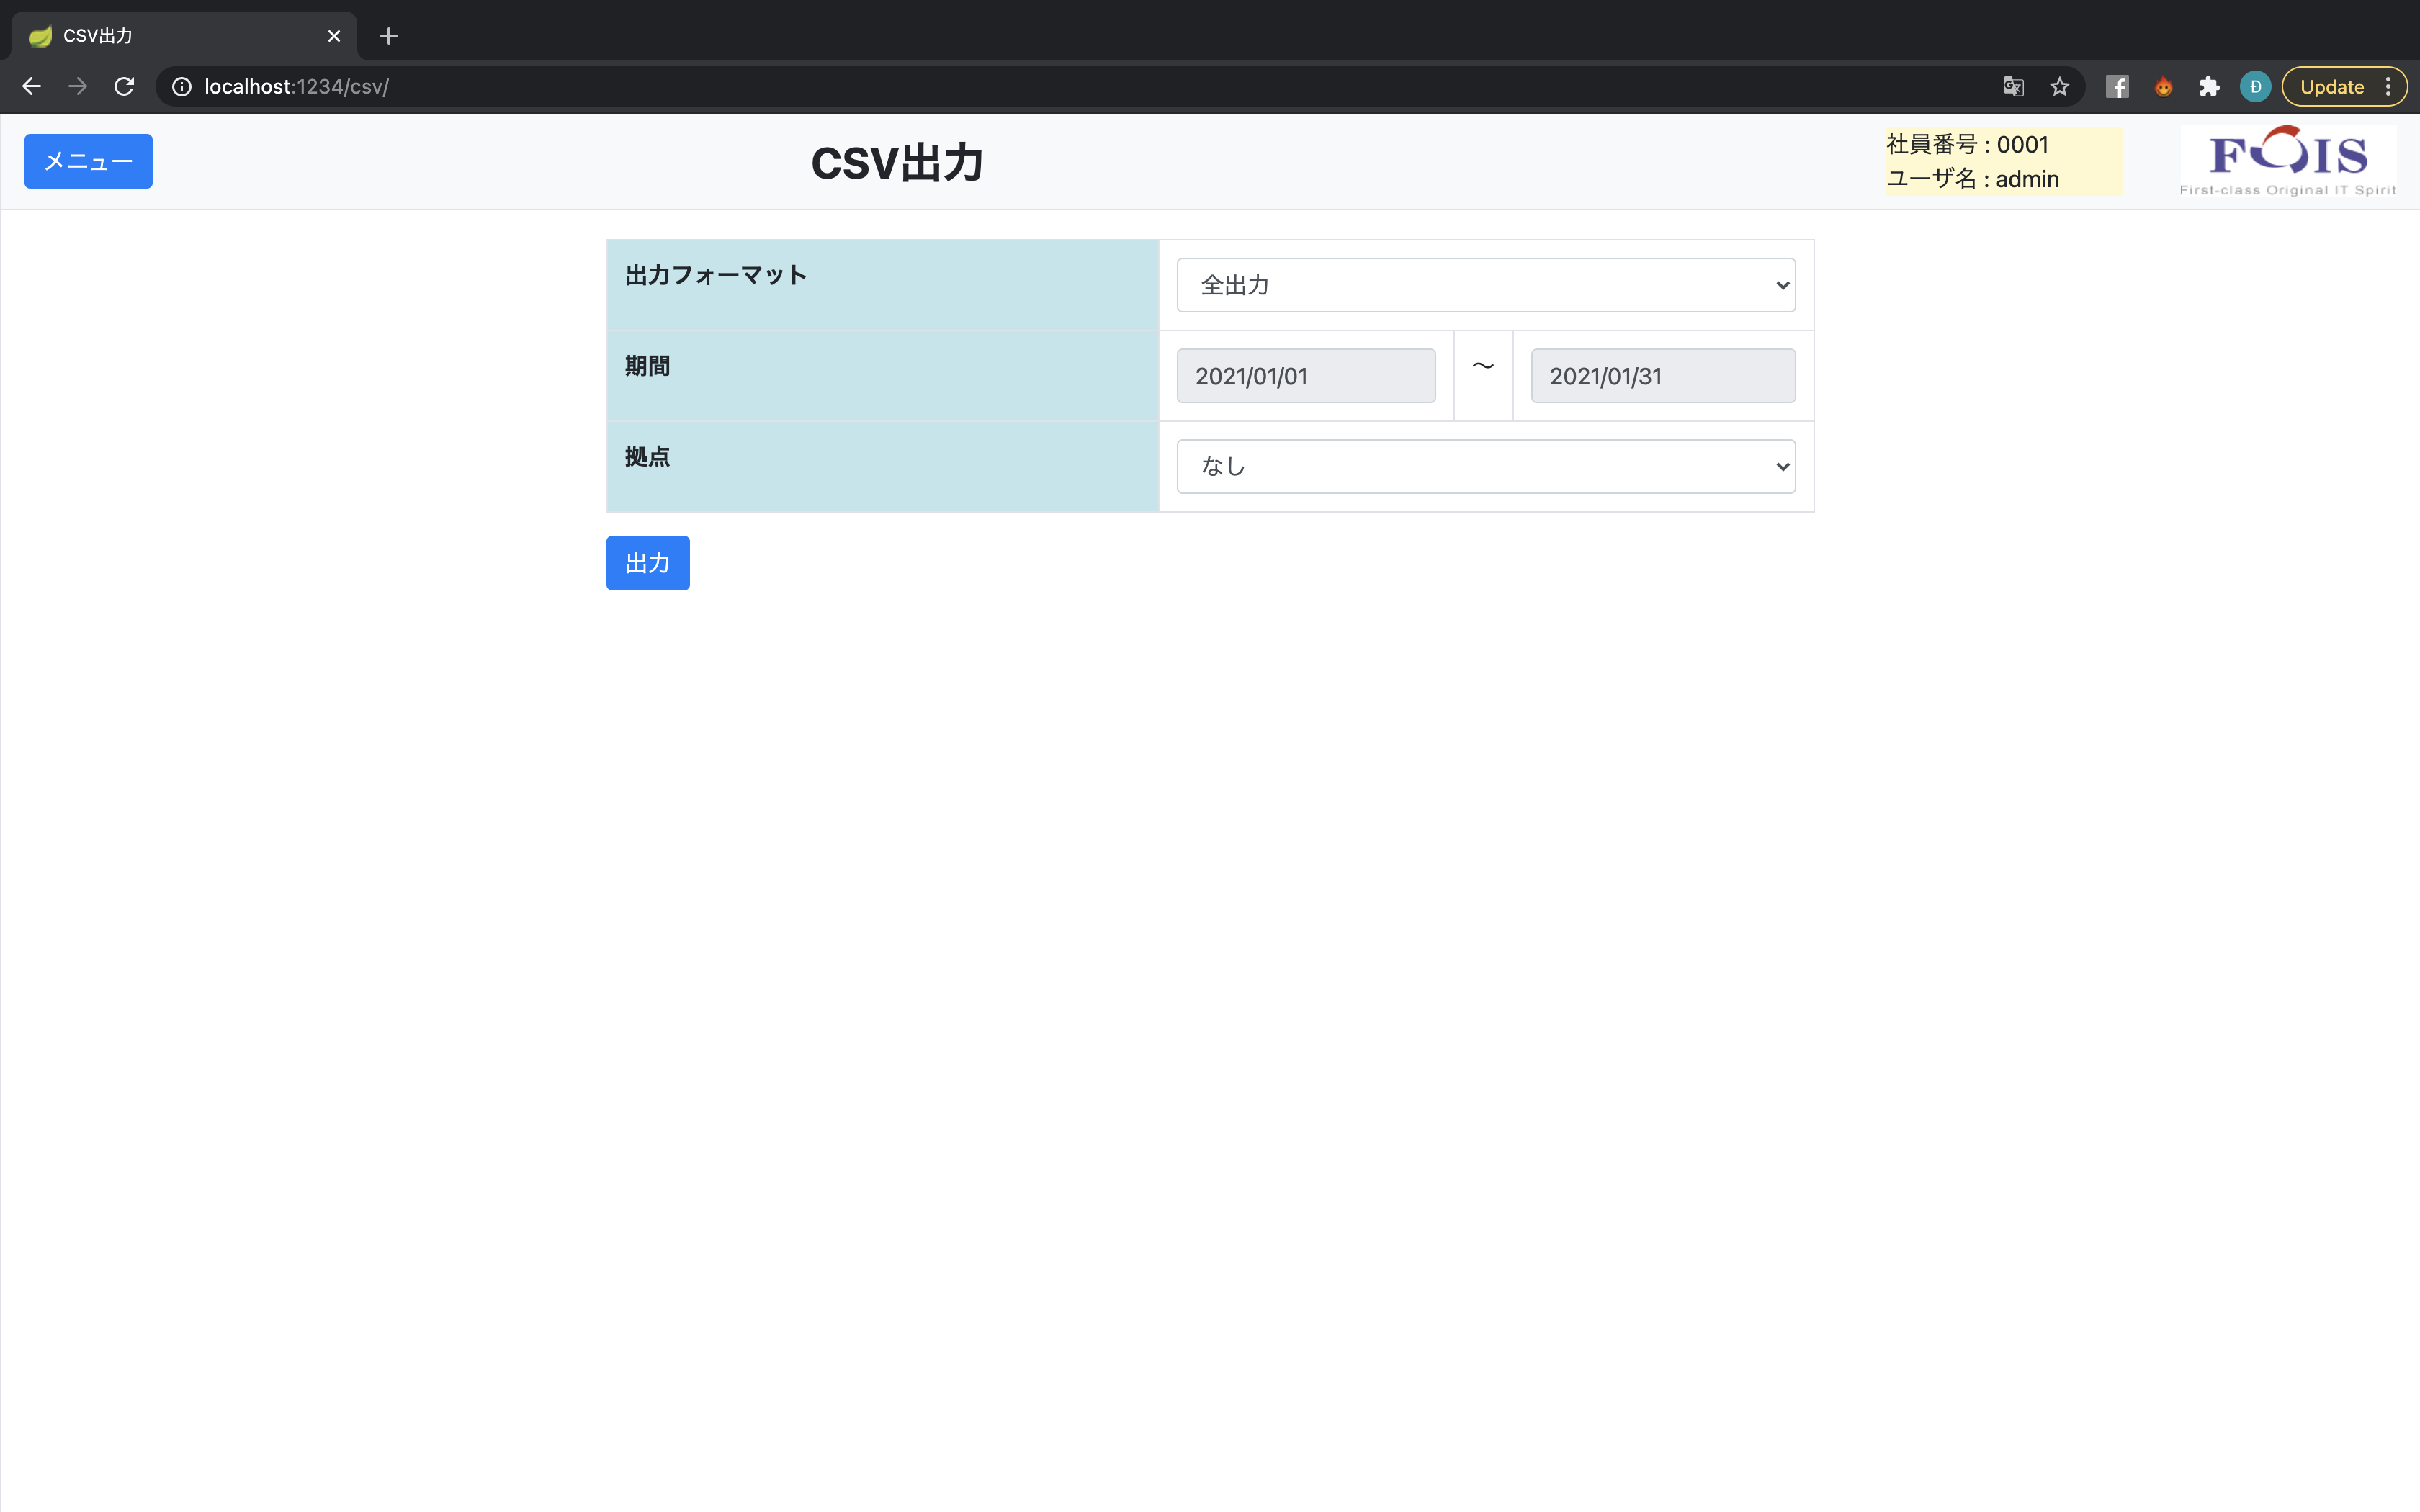 CSV出力
localhost:1234/csv/
Đ
Update
メニュー
CSV出力
社員番号 : 0001
ユーザ名 : admin
FOIS
First-class Original IT Spirit
出力フォーマット
全出力
期間
2021/01/01
～
2021/01/31
拠点
なし
出力